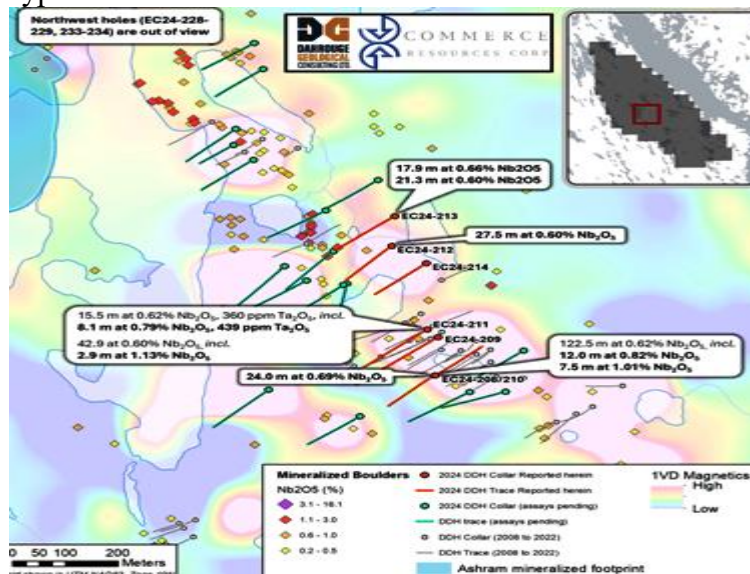 Northwest holes (EC24-228-
229, 233-234) are out of view
DG
DAHROUGE
GEOLOGICAL
CONSULTING LTD.
COMMERCE
RESOURCES CORP.
17.9 m at 0.66% Nb2O5
21.3 m at 0.60% Nb2O5
EC24-213
27.5 m at 0.60% Nb₂O₅
EC24-212
EC24-214
15.5 m at 0.62% Nb₂O₅, 360 ppm Ta₂O₅, incl.
8.1 m at 0.79% Nb₂O₅, 439 ppm Ta₂O₅
42.9 m at 0.60% Nb₂O₅, incl.
2.9 m at 1.13% Nb₂O₅
EC24-211
EC24-209
122.5 m at 0.62% Nb₂O₅, incl.
12.0 m at 0.82% Nb₂O₅
7.5 m at 1.01% Nb₂O₅
24.0 m at 0.69% Nb₂O₅
EC24-208/210
Mineralized Boulders
Nb2O5 (%)
3.1 - 16.1
1.1 - 3.0
0.6 - 1.0
0.2 - 0.5
2024 DDH Collar Reported herein
2024 DDH Trace Reported herein
2024 DDH Collar (assays pending)
DDH trace (assays pending)
DDH Collar (2008 to 2022)
DDH Trace (2008 to 2022)
Ashram mineralized footprint
1VD Magnetics
High
Low
0 50 100 200
Meters